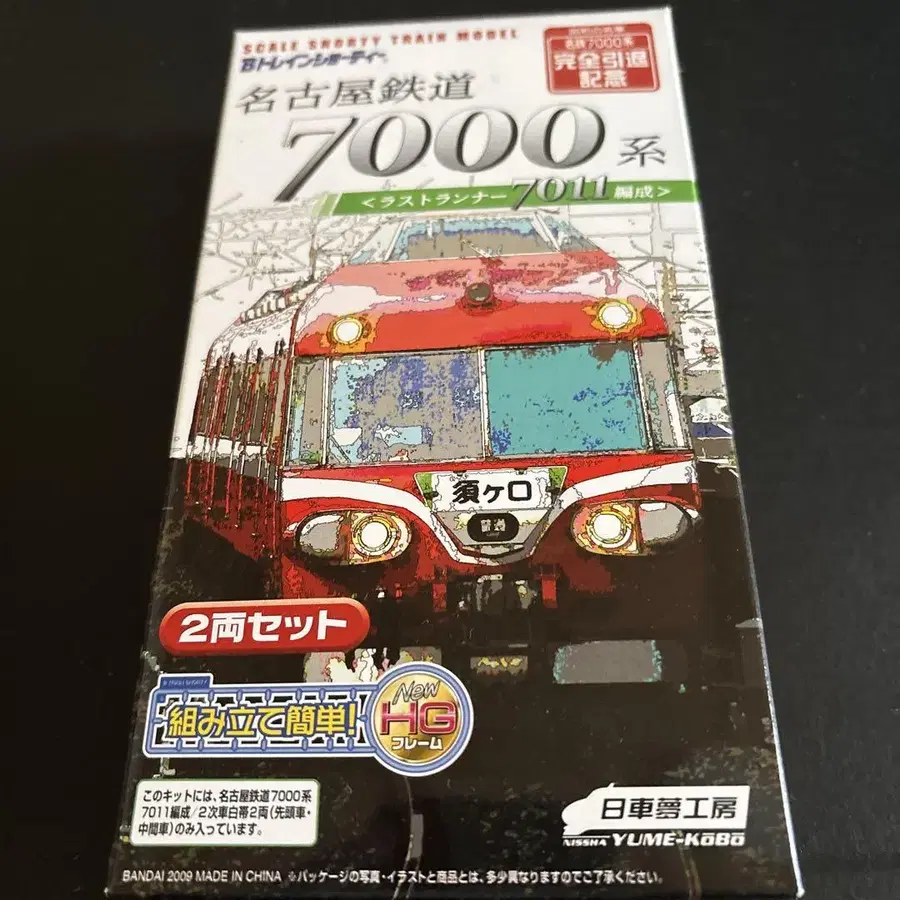 SCALE SHORTY TRAIN MODEL
Bトレインショーティー
名鉄7000系
完全引退
記念
名古屋鉄道
7000系
<ラストランナー7011編成>
須ヶ口
普通
2両セット
組み立て簡単!
New
HG
フレーム
このキットには、名古屋鉄道7000系
7011編成/2次車白帯2両(先頭車・
中間車)のみ入っています。
日車夢工房
NISSHA YUME-KōBō
BANDAI 2009 MADE IN CHINA ※パッケージの写真・イラストと商品とは、多少異なりますのでご了承ください。